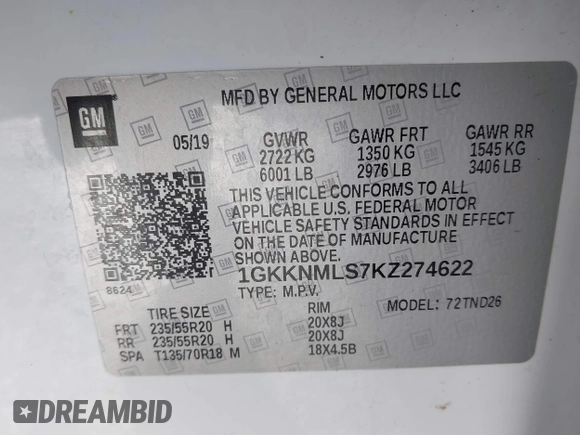 MFD BY GENERAL MOTORS LLC
GM
05/19 GVWR GAWR FRT GAWR RR
2722 KG 1350 KG 1545 KG
6001 LB 2976 LB 3406 LB
THIS VEHICLE CONFORMS TO ALL
APPLICABLE U.S. FEDERAL MOTOR
VEHICLE SAFETY STANDARDS IN EFFECT
ON THE DATE OF MANUFACTURE
SHOWN ABOVE.
8624 1GKKNMLS7KZ274622
TYPE: M.P.V. MODEL: 72TND26
TIRE SIZE RIM
FRT 235/55R20 H 20X8J
RR 235/55R20 H 20X8J
SPA T135/70R18 M 18X4.5B
DREAMBID